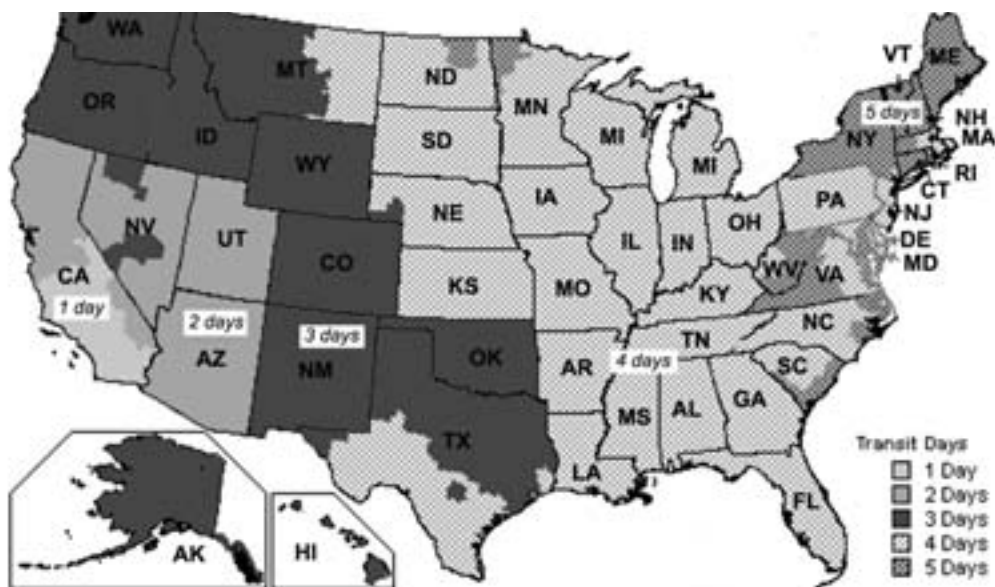 WA
MT
ND
MN
VT
ME
OR
ID
SD
MI
MI
5 days
NH
MA
NY
WY
RI
CT
NV
UT
NE
IA
PA
NJ
CO
IL
IN
OH
DE
CA
KS
MO
WV
VA
MD
1 day
KY
2 days
3 days
4 days
TN
NC
AZ
NM
OK
AR
SC
MS
AL
GA
TX
LA
FL
AK
HI
Transit Days
1 Day
2 Days
3 Days
4 Days
5 Days